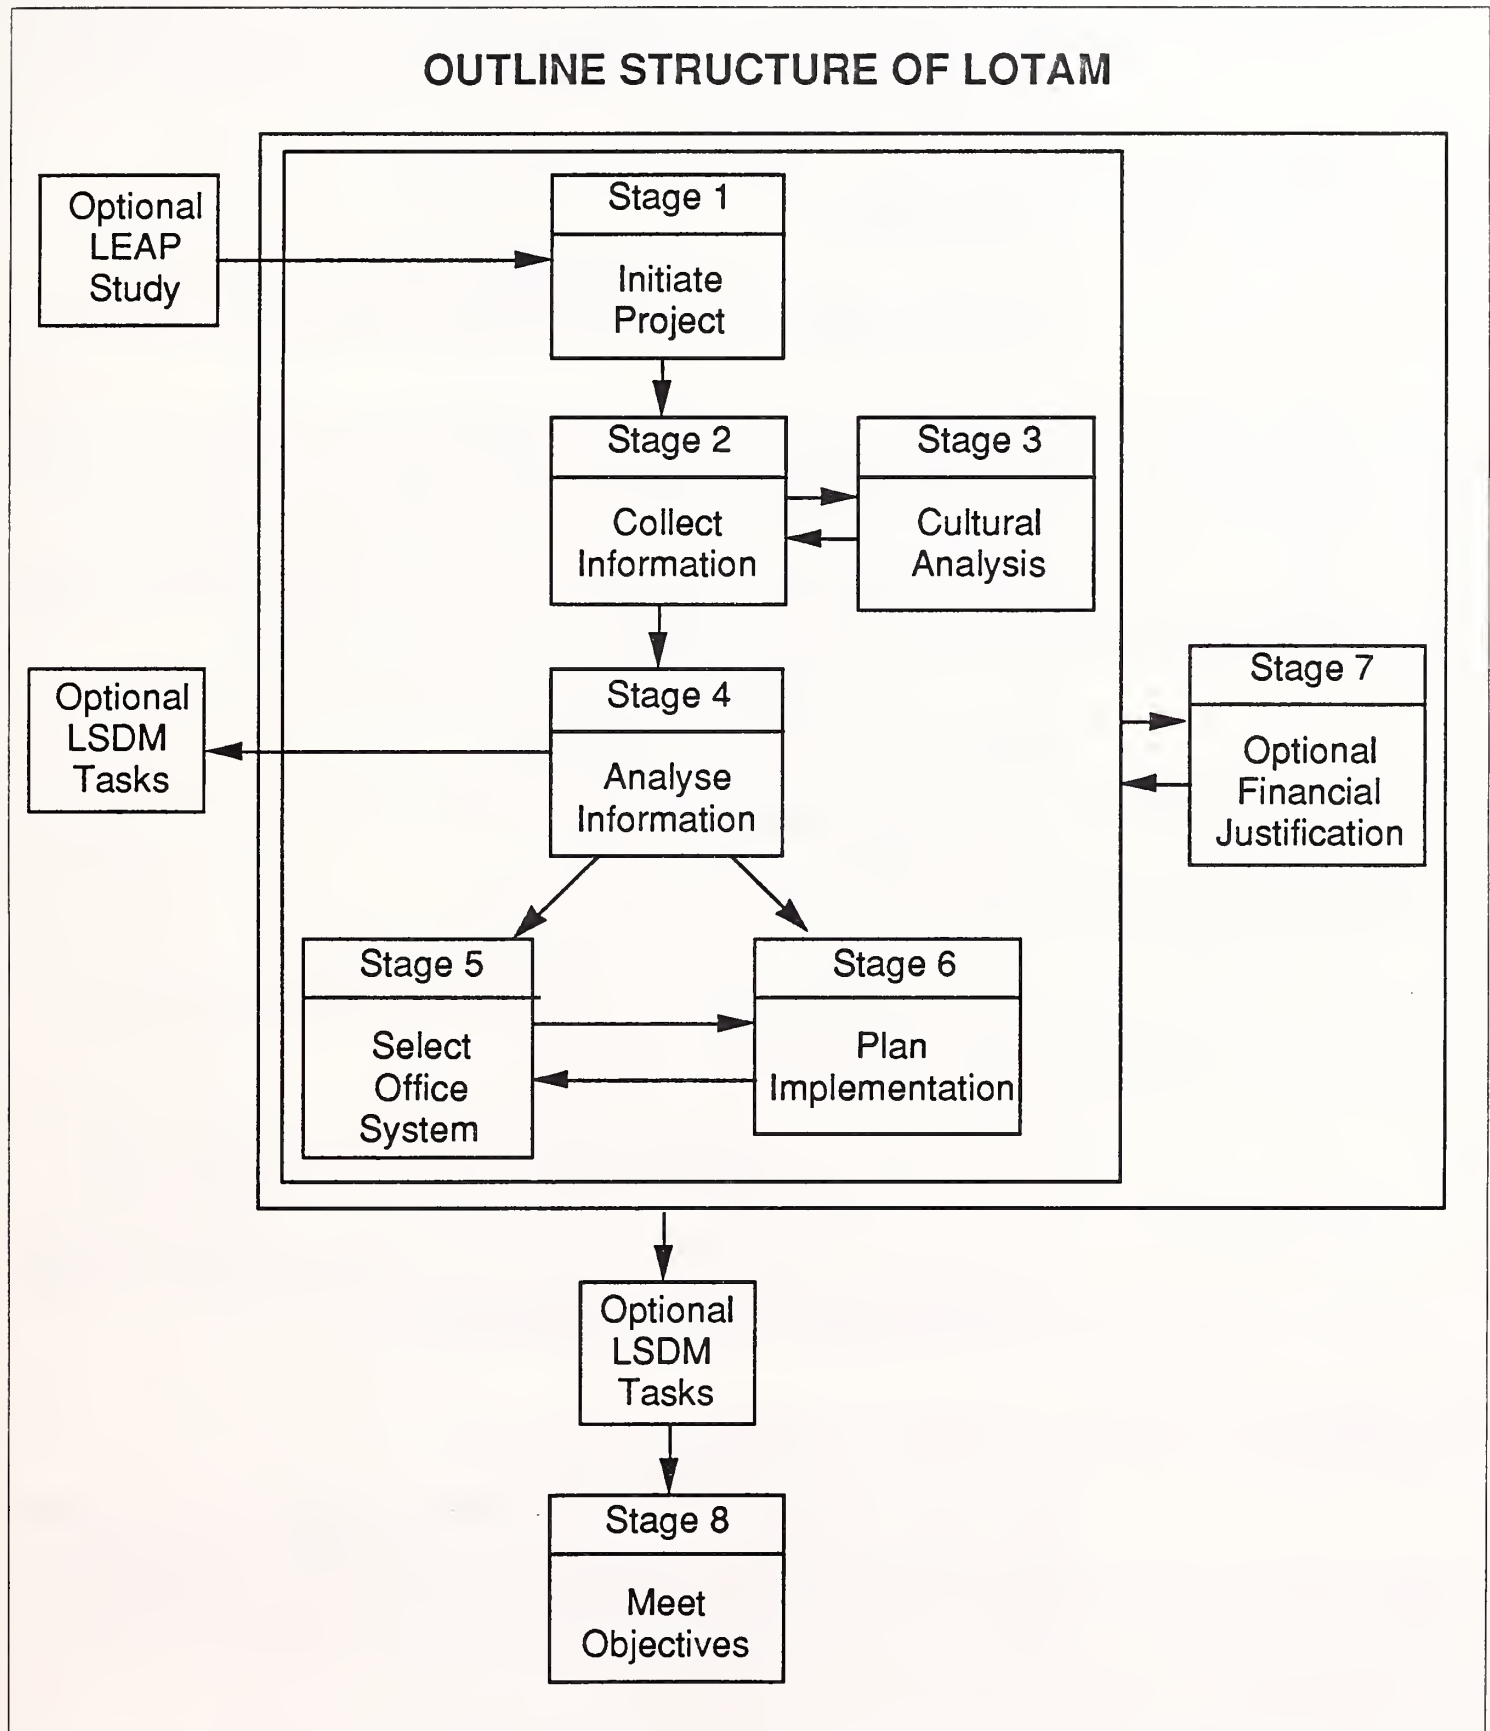 OUTLINE STRUCTURE OF LOTAM
Optional
LEAP
Study
Stage 1
Initiate
Project
Stage 2
Collect
Information
Stage 3
Cultural
Analysis
Optional
LSDM
Tasks
Stage 4
Analyse
Information
Stage 7
Optional
Financial
Justification
Stage 5
Select
Office
System
Stage 6
Plan
Implementation
Optional
LSDM
Tasks
Stage 8
Meet
Objectives